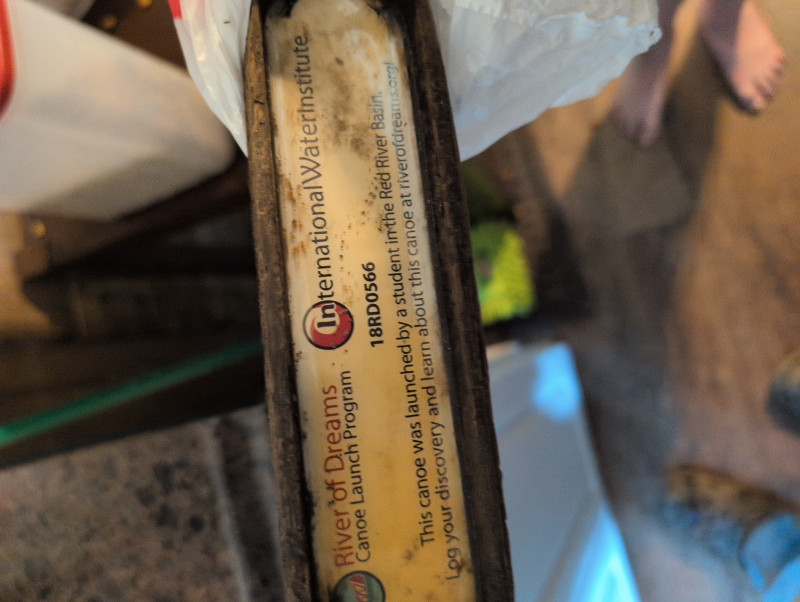 River of Dreams
Canoe Launch Program
InternationalWaterInstitute
18RD0566
This canoe was launched by a student in the Red River Basin.
Log your discovery and learn about this canoe at riverofdreams.org!